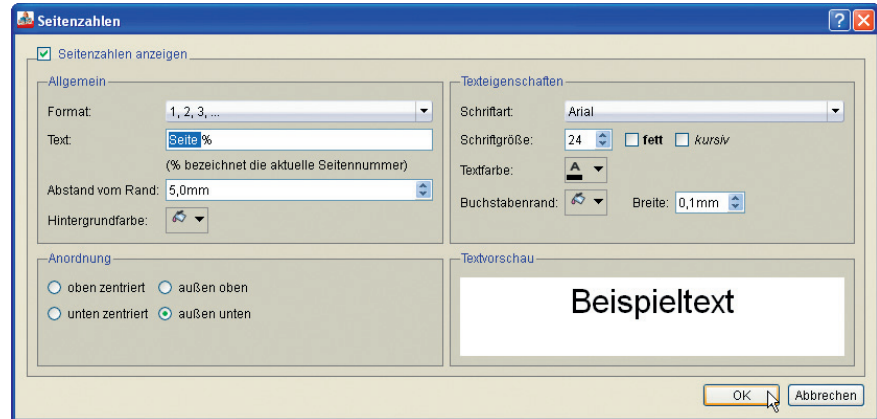 Seitenzahlen
Seitenzahlen anzeigen
Allgemein
Format: 1, 2, 3, ...
Text: Seite %
(% bezeichnet die aktuelle Seitennummer)
Abstand vom Rand: 5,0mm
Hintergrundfarbe:
Texteigenschaften
Schriftart: Arial
Schriftgröße: 24 fett kursiv
Textfarbe: A
Buchstabenrand: Breite: 0,1mm
Anordnung
oben zentriert außen oben
unten zentriert außen unten
Textvorschau
Beispieltext
OK Abbrechen